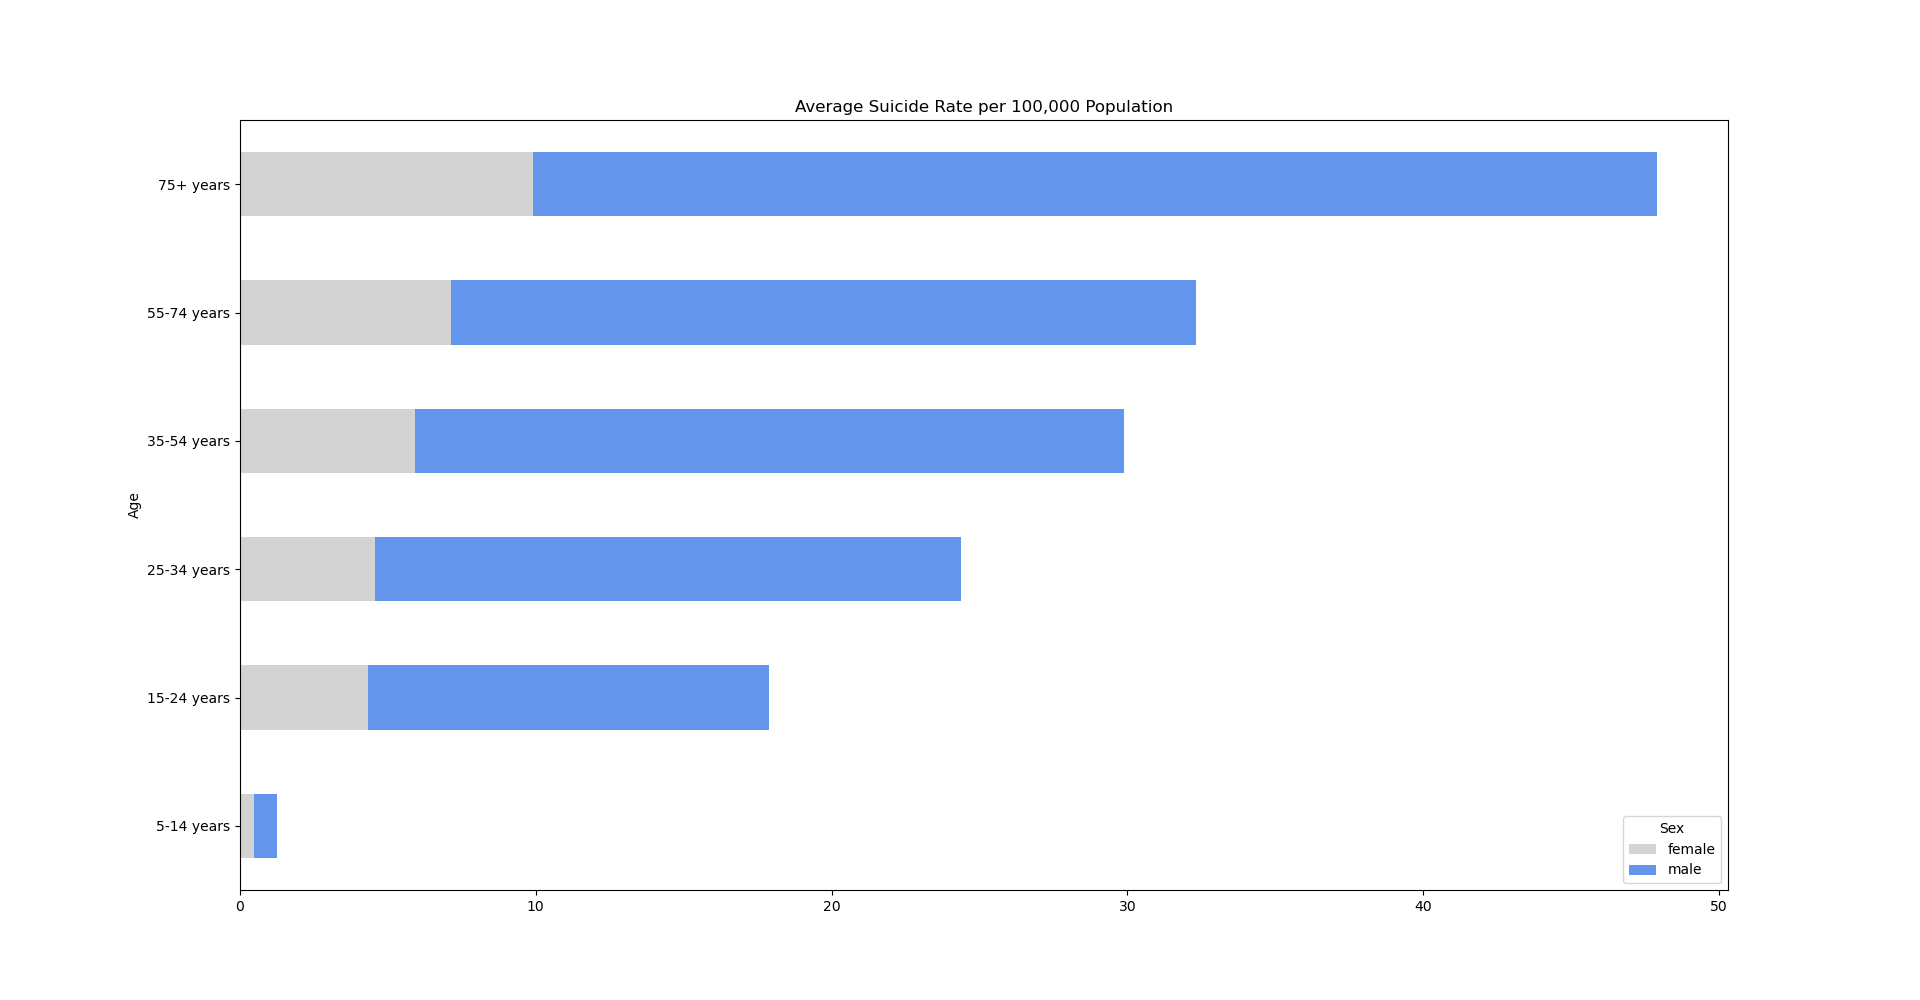 Average Suicide Rate per 100,000 Population
Age
75+ years
55-74 years
35-54 years
25-34 years
15-24 years
5-14 years
0 10 20 30 40 50
Sex
female
male